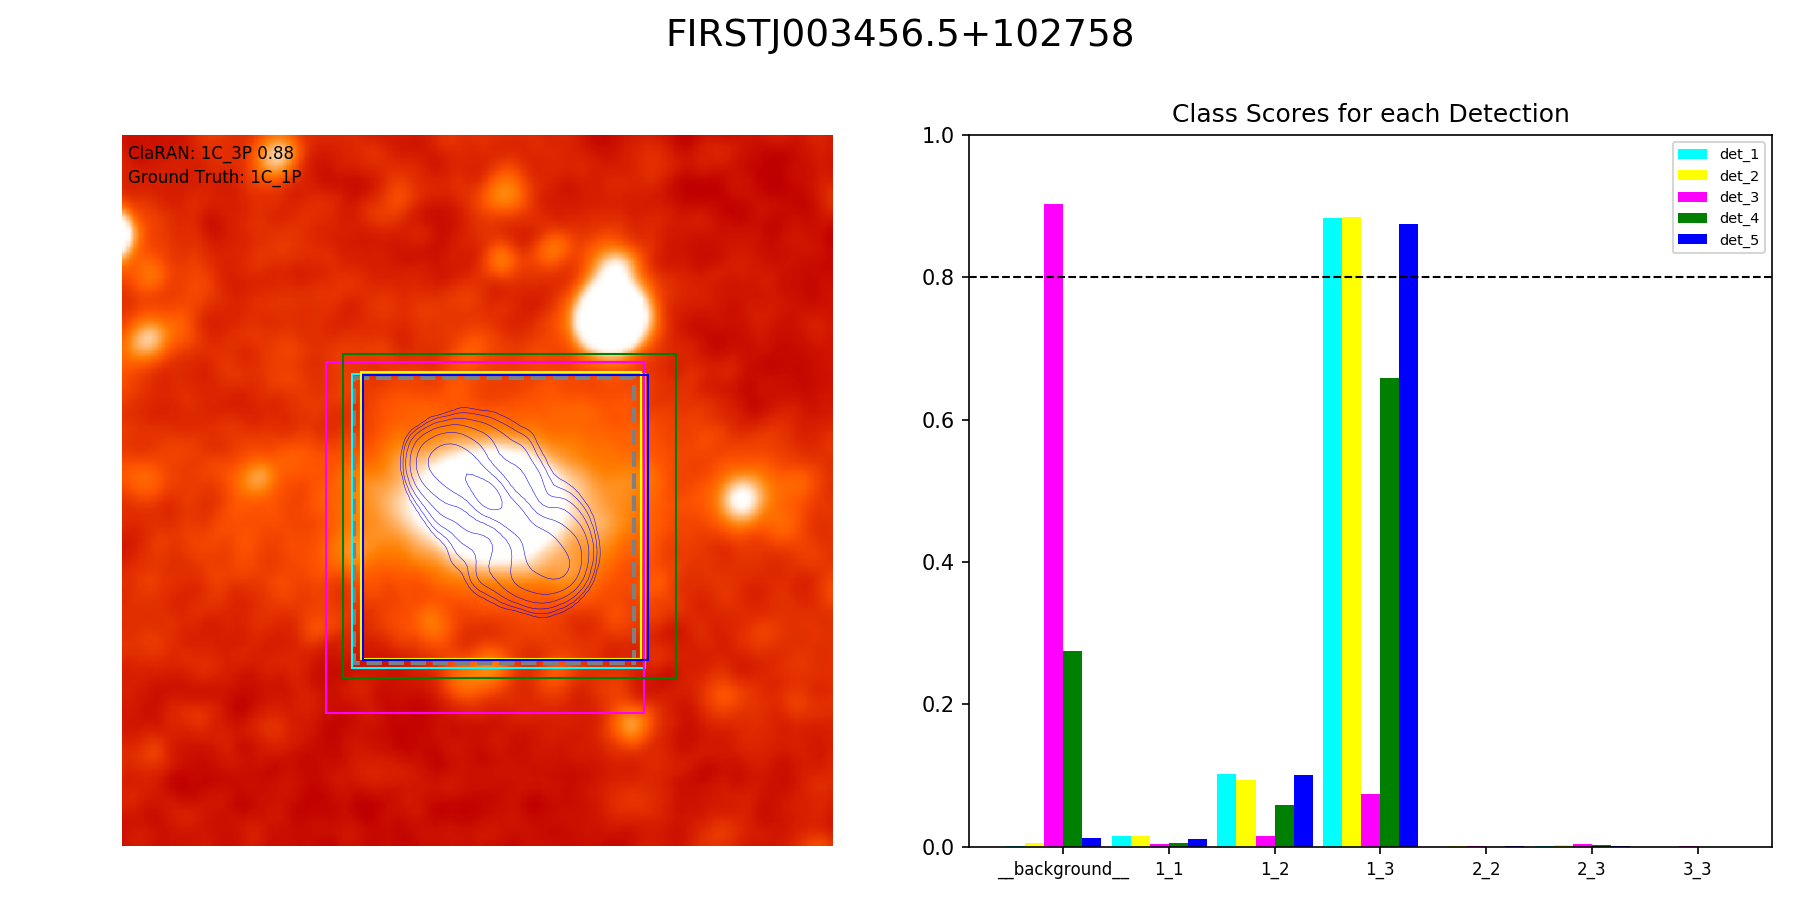 FIRSTJ003456.5+102758
ClaRAN: 1C_3P 0.88
Ground Truth: 1C_1P
Class Scores for each Detection
1.0
0.8
0.6
0.4
0.2
0.0
det_1
det_2
det_3
det_4
det_5
__background__ 1_1 1_2 1_3 2_2 2_3 3_3